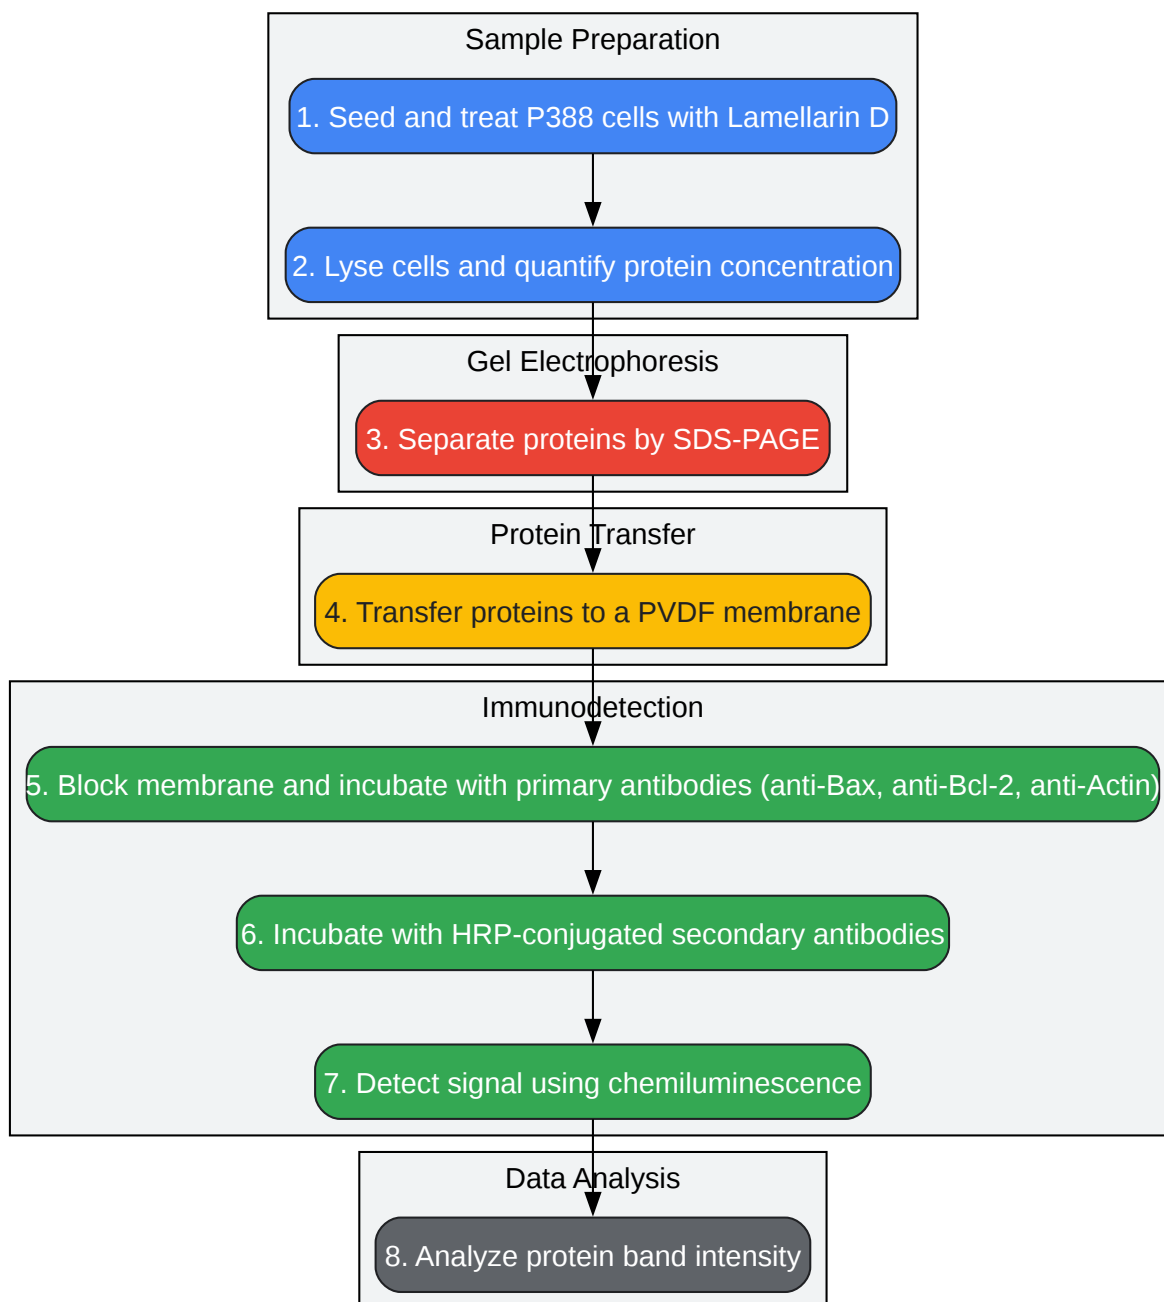 Sample Preparation
1. Seed and treat P388 cells with Lamellarin D
2. Lyse cells and quantify protein concentration
Gel Electrophoresis
3. Separate proteins by SDS-PAGE
Protein Transfer
4. Transfer proteins to a PVDF membrane
Immunodetection
5. Block membrane and incubate with primary antibodies (anti-Bax, anti-Bcl-2, anti-Actin)
6. Incubate with HRP-conjugated secondary antibodies
7. Detect signal using chemiluminescence
Data Analysis
8. Analyze protein band intensity